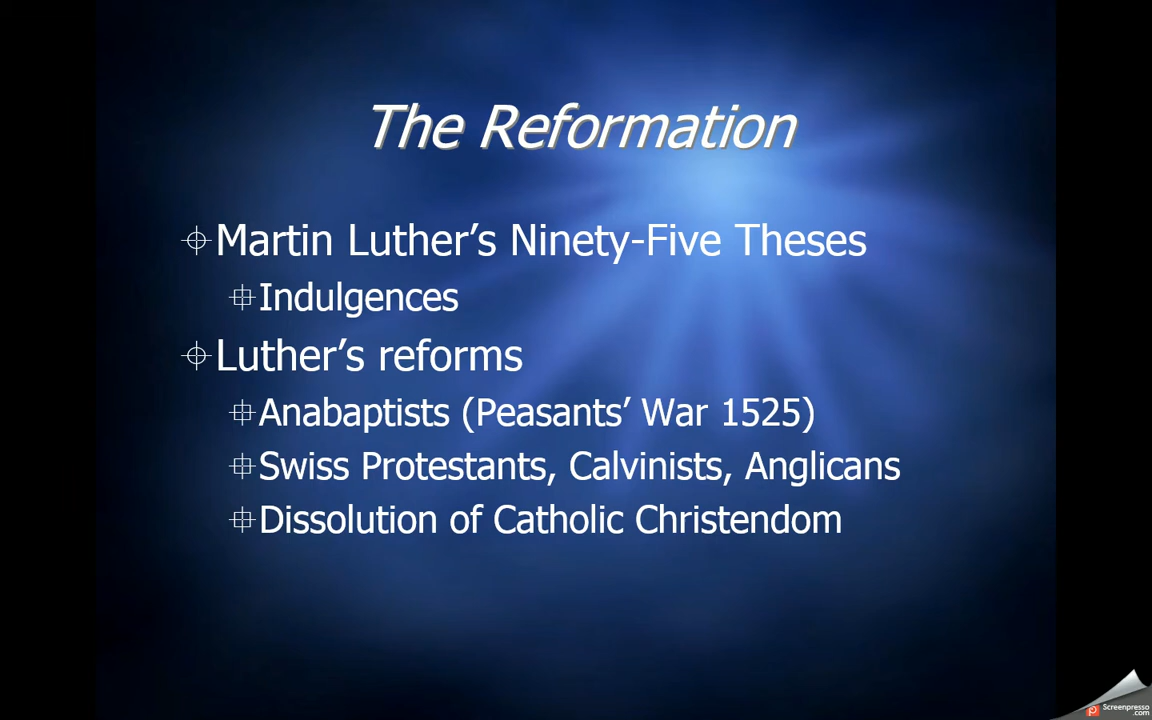 The Reformation
Martin Luther’s Ninety-Five Theses
Indulgences
Luther’s reforms
Anabaptists (Peasants’ War 1525)
Swiss Protestants, Calvinists, Anglicans
Dissolution of Catholic Christendom
Screenpresso
.com